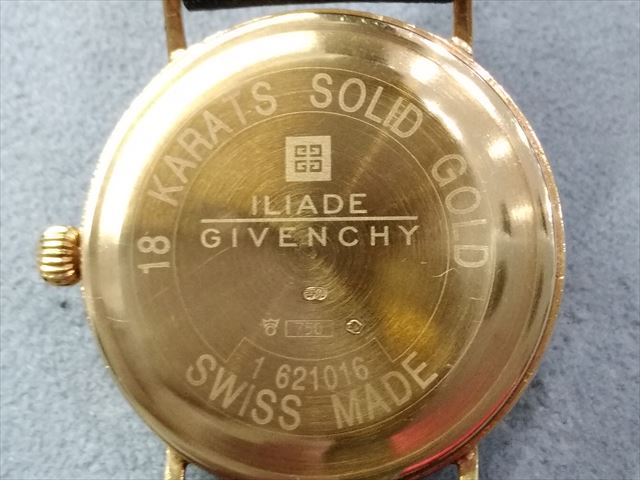 18 KARATS SOLID GOLD
ILIADE
GIVENCHY
750
1 621016
SWISS MADE